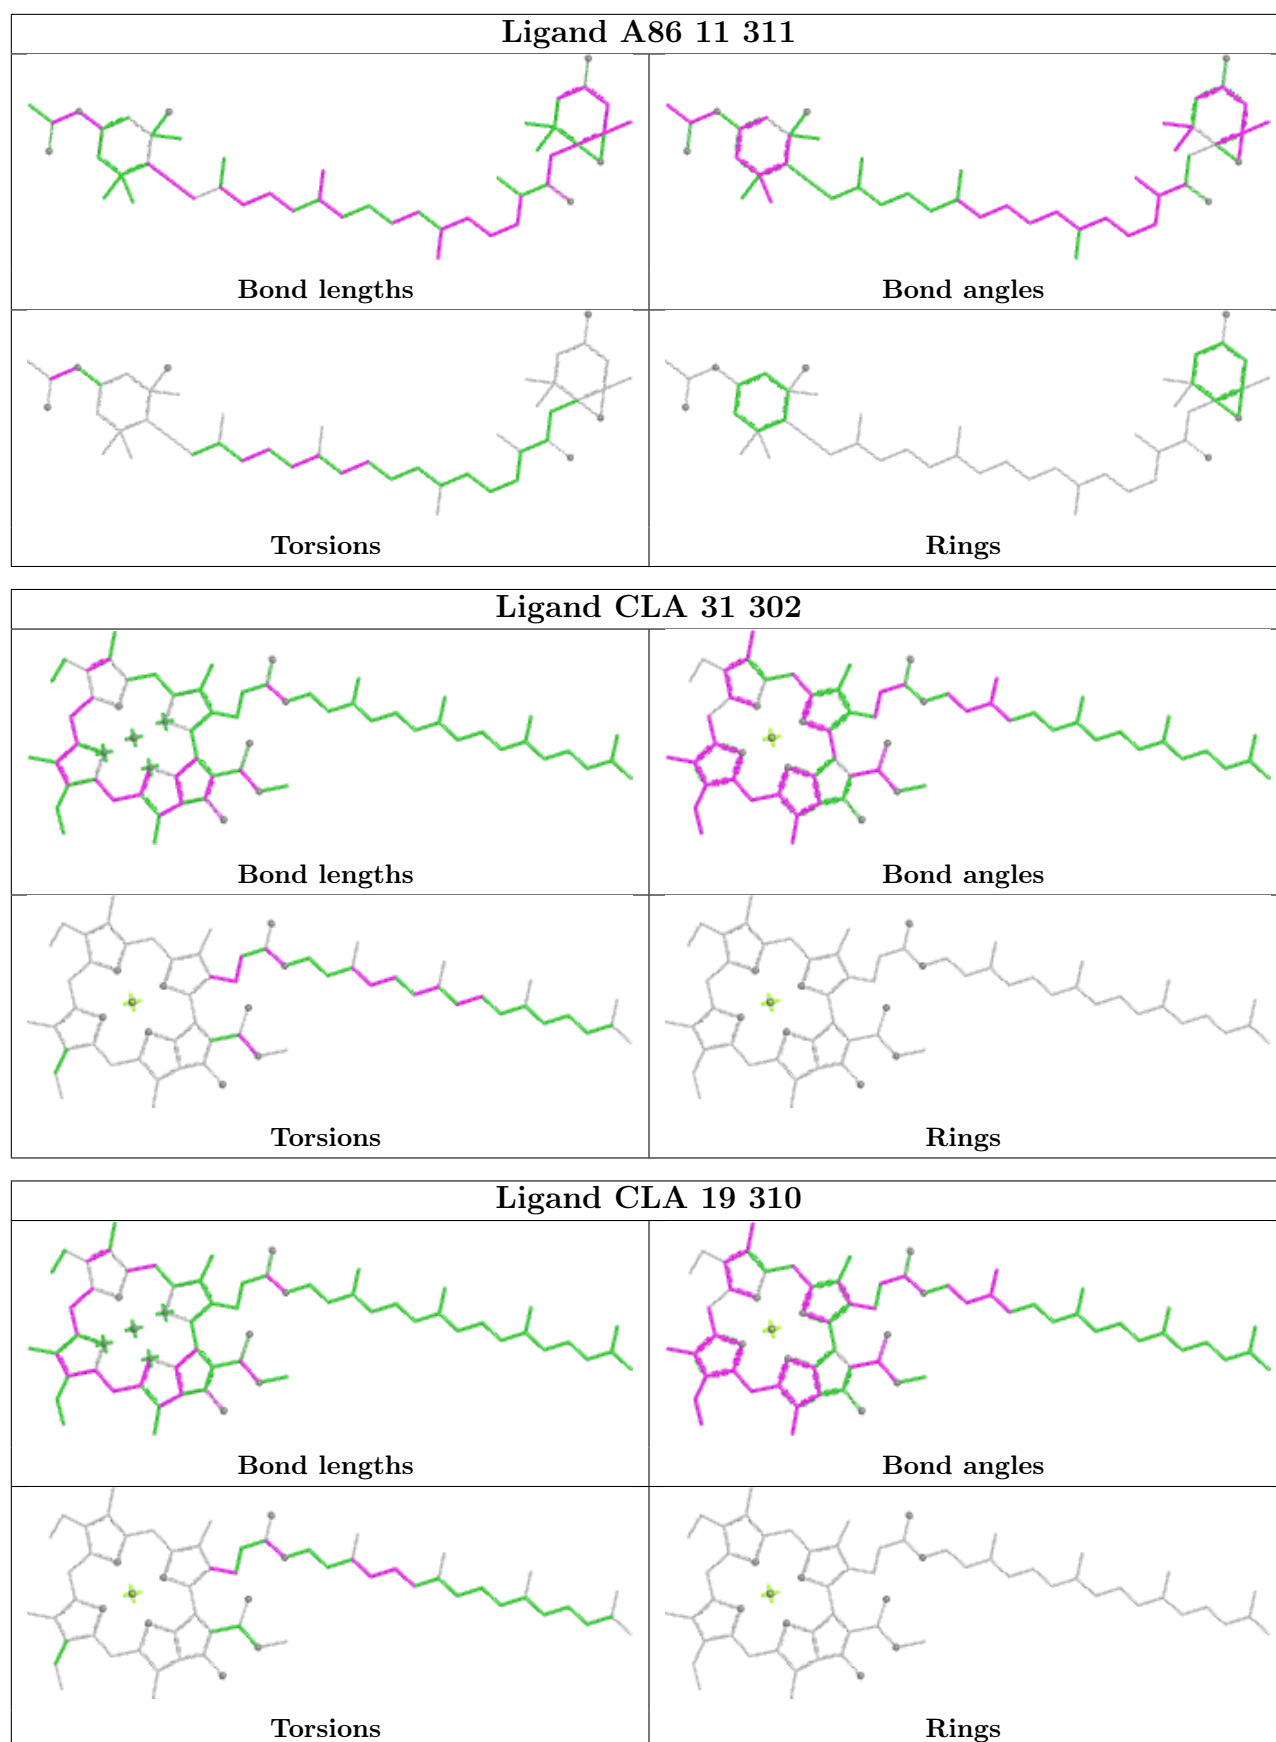 Ligand A86 11 311
Bond lengths
Bond angles
Torsions
Rings
Ligand CLA 31 302
Bond lengths
Bond angles
Torsions
Rings
Ligand CLA 19 310
Bond lengths
Bond angles
Torsions
Rings